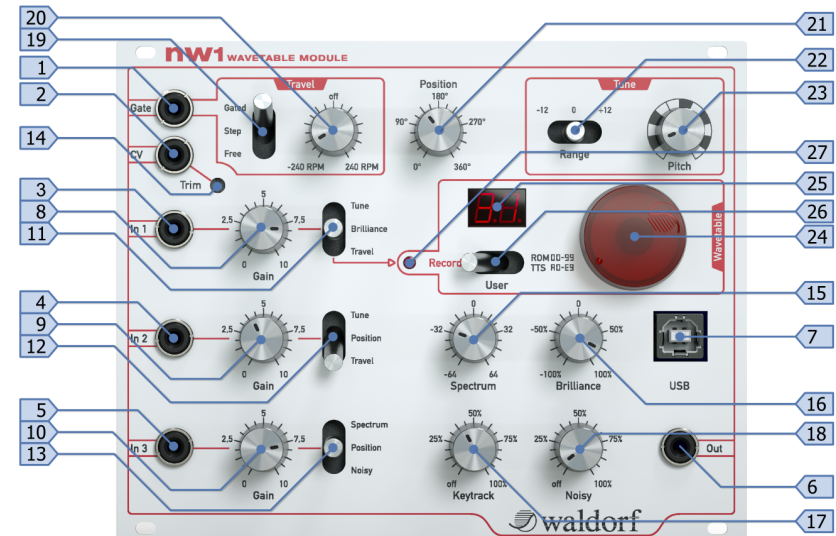 20
19
1
2
14
3
8
11
4
9
12
5
10
13
21
22
23
27
25
26
24
15
7
16
18
6
17
nw1 WAVETABLE MODULE
Travel
Gate
CV
Trim
Gated
Step
Free
off
-240 RPM 240 RPM
Position
180°
90° 270°
0° 360°
Tune
-12 0 +12
Range
Pitch
In 1
5
2,5 7,5
0 10
Gain
Tune
Brilliance
Travel
8.1.
Record
User
ROM 00-99
TTS A0-E9
Wavetable
In 2
5
2,5 7,5
0 10
Gain
Tune
Position
Travel
0
-32 32
-64 64
Spectrum
0
-50% 50%
-100% 100%
Brilliance
USB
In 3
5
2,5 7,5
0 10
Gain
Spectrum
Position
Noisy
50%
25% 75%
off 100%
Keytrack
50%
25% 75%
off 100%
Noisy
Out
waldorf